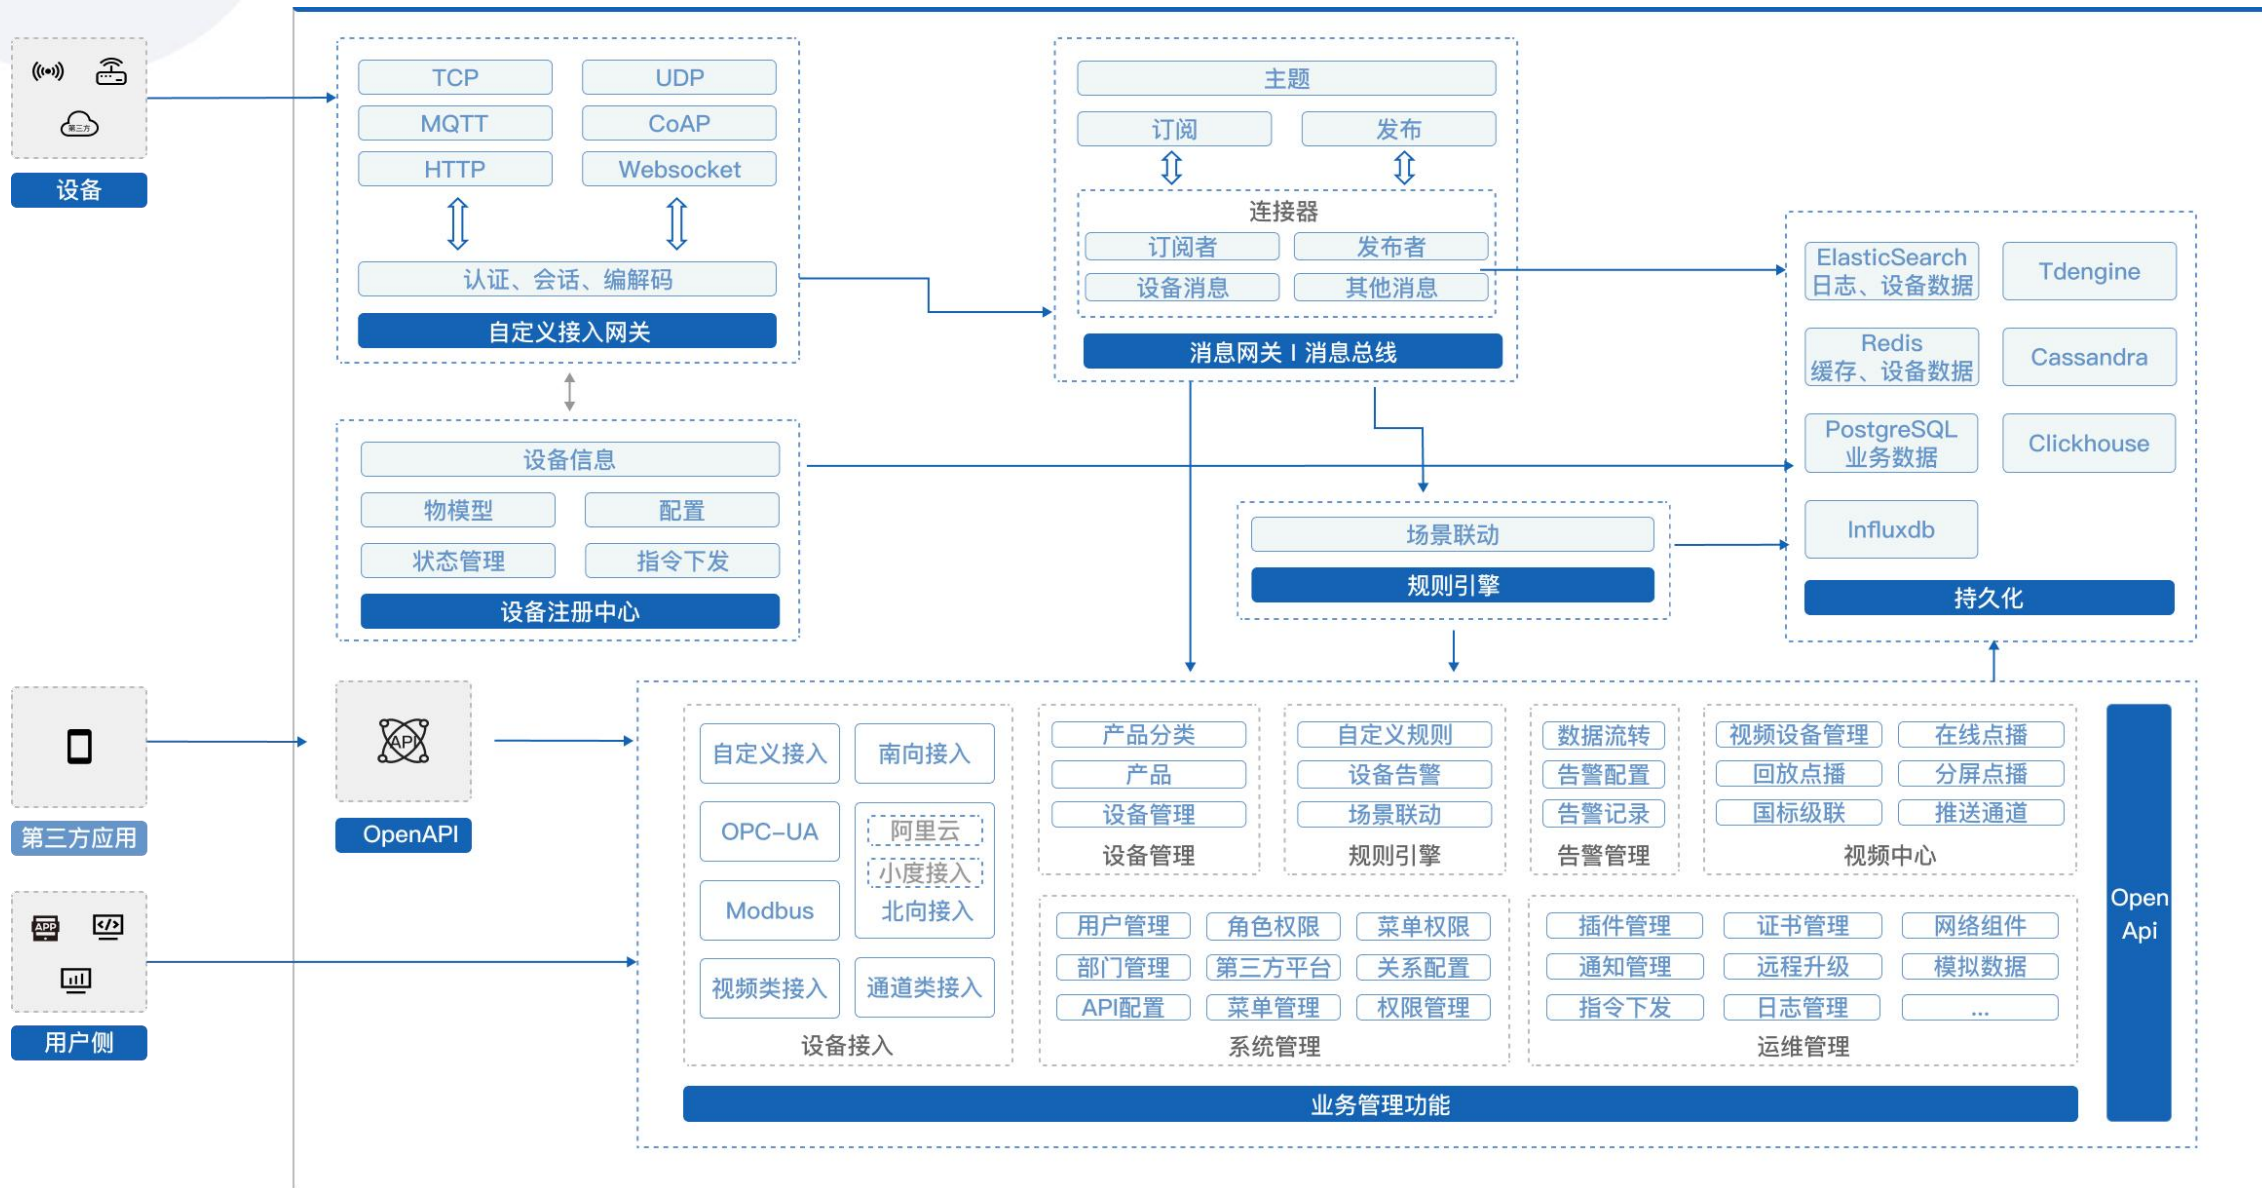 第三方
设备
TCP
UDP
MQTT
CoAP
HTTP
Websocket
认证、会话、编解码
自定义接入网关
主题
订阅
发布
连接器
订阅者
发布者
设备消息
其他消息
消息网关 | 消息总线
设备信息
物模型
配置
状态管理
指令下发
设备注册中心
场景联动
规则引擎
ElasticSearch
日志、设备数据
Tdengine
Redis
缓存、设备数据
Cassandra
PostgreSQL
业务数据
Clickhouse
Influxdb
持久化
第三方应用
API
OpenAPI
APP
用户侧
自定义接入
南向接入
OPC-UA
阿里云
小度接入
北向接入
Modbus
视频类接入
通道类接入
设备接入
产品分类
产品
设备管理
设备管理
自定义规则
设备告警
场景联动
规则引擎
数据流转
告警配置
告警记录
告警管理
视频设备管理
在线点播
回放点播
分屏点播
国标级联
推送通道
视频中心
用户管理
角色权限
菜单权限
部门管理
第三方平台
关系配置
API配置
菜单管理
权限管理
系统管理
插件管理
证书管理
网络组件
通知管理
远程升级
模拟数据
指令下发
日志管理
...
运维管理
业务管理功能
Open
Api